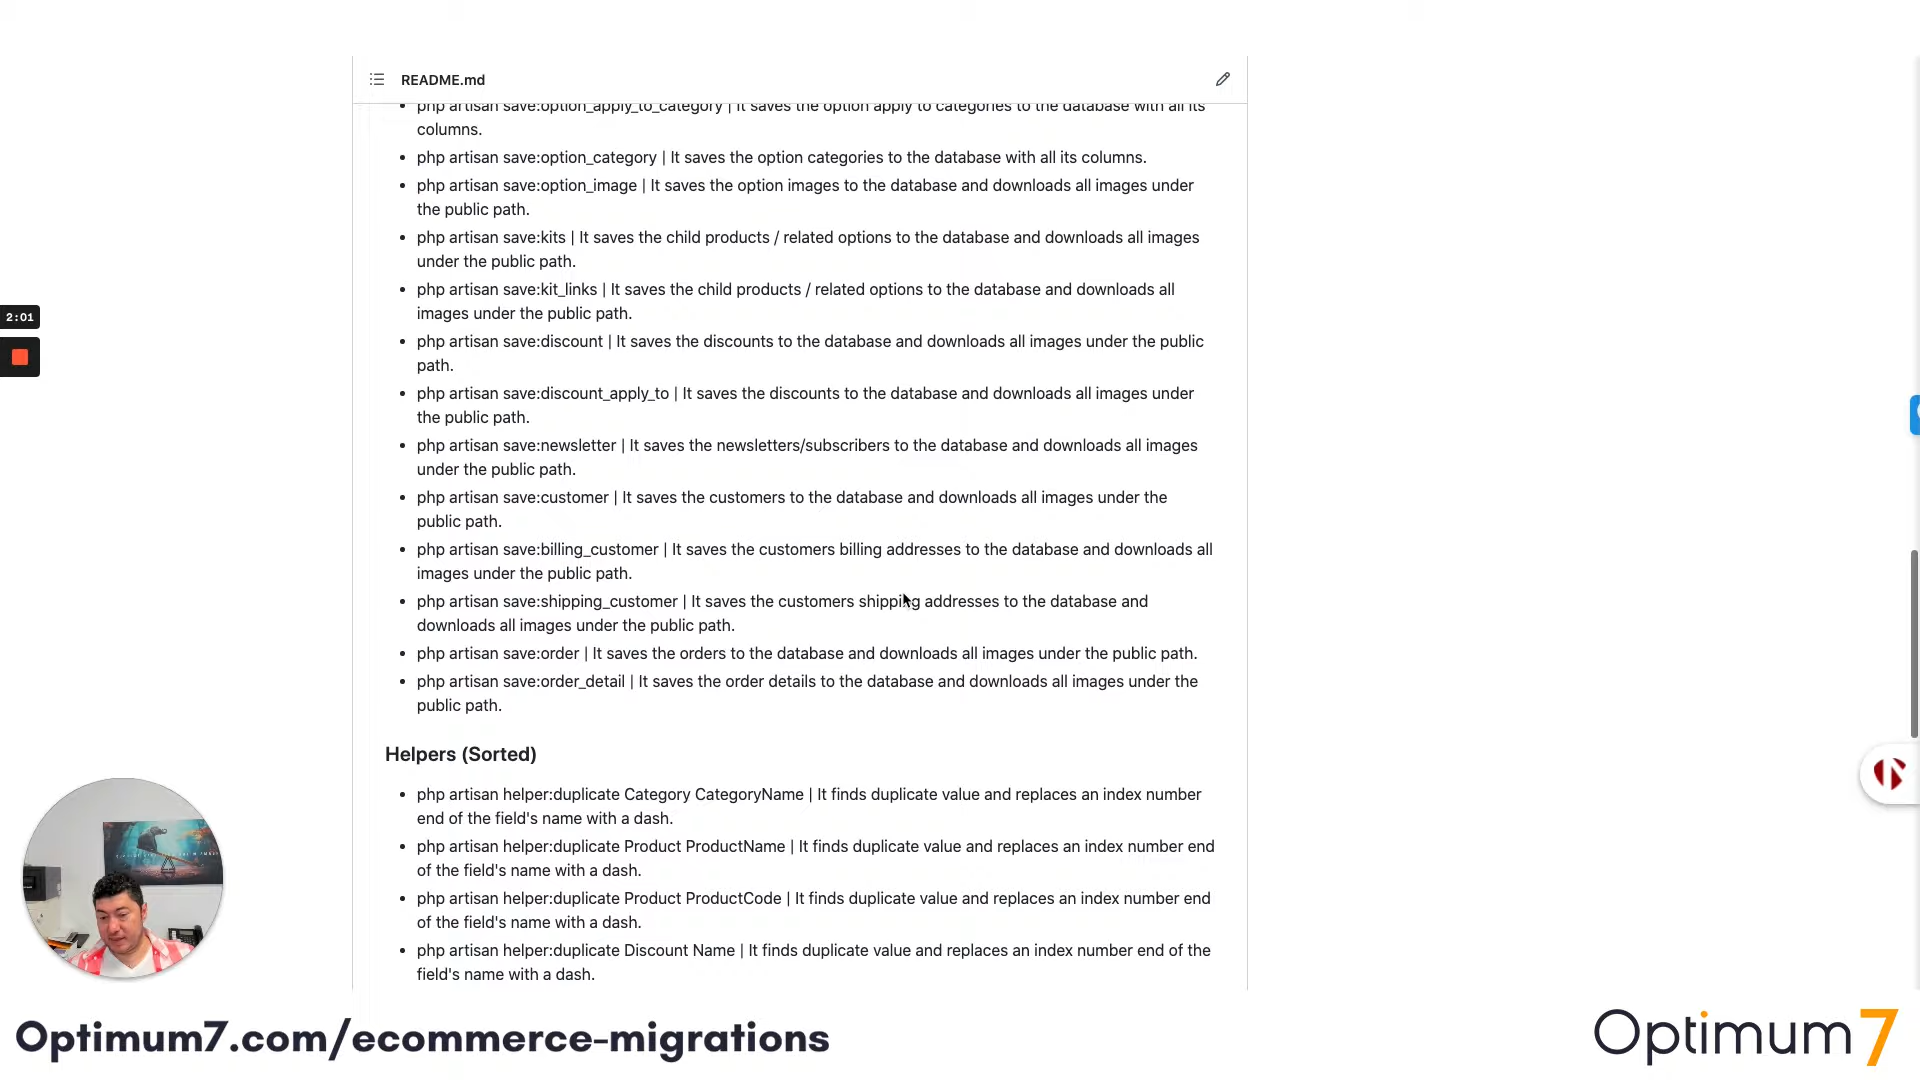 README.md
php artisan save:option_apply_to_category | It saves the option apply to categories to the database with all its
columns.
php artisan save:option_category | It saves the option categories to the database with all its columns.
php artisan save:option_image | It saves the option images to the database and downloads all images under
the public path.
php artisan save:kits | It saves the child products / related options to the database and downloads all images
under the public path.
php artisan save:kit_links | It saves the child products / related options to the database and downloads all
images under the public path.
php artisan save:discount | It saves the discounts to the database and downloads all images under the public
path.
php artisan save:discount_apply_to | It saves the discounts to the database and downloads all images under
the public path.
php artisan save:newsletter | It saves the newsletters/subscribers to the database and downloads all images
under the public path.
php artisan save:customer | It saves the customers to the database and downloads all images under the
public path.
php artisan save:billing_customer | It saves the customers billing addresses to the database and downloads all
images under the public path.
php artisan save:shipping_customer | It saves the customers shipping addresses to the database and
downloads all images under the public path.
php artisan save:order | It saves the orders to the database and downloads all images under the public path.
php artisan save:order_detail | It saves the order details to the database and downloads all images under the
public path.
Helpers (Sorted)
php artisan helper:duplicate Category CategoryName | It finds duplicate value and replaces an index number
end of the field's name with a dash.
php artisan helper:duplicate Product ProductName | It finds duplicate value and replaces an index number end
of the field's name with a dash.
php artisan helper:duplicate Product ProductCode | It finds duplicate value and replaces an index number end
of the field's name with a dash.
php artisan helper:duplicate Discount Name | It finds duplicate value and replaces an index number end of the
field's name with a dash.
2:01
Optimum7.com/ecommerce-migrations
Optimum7